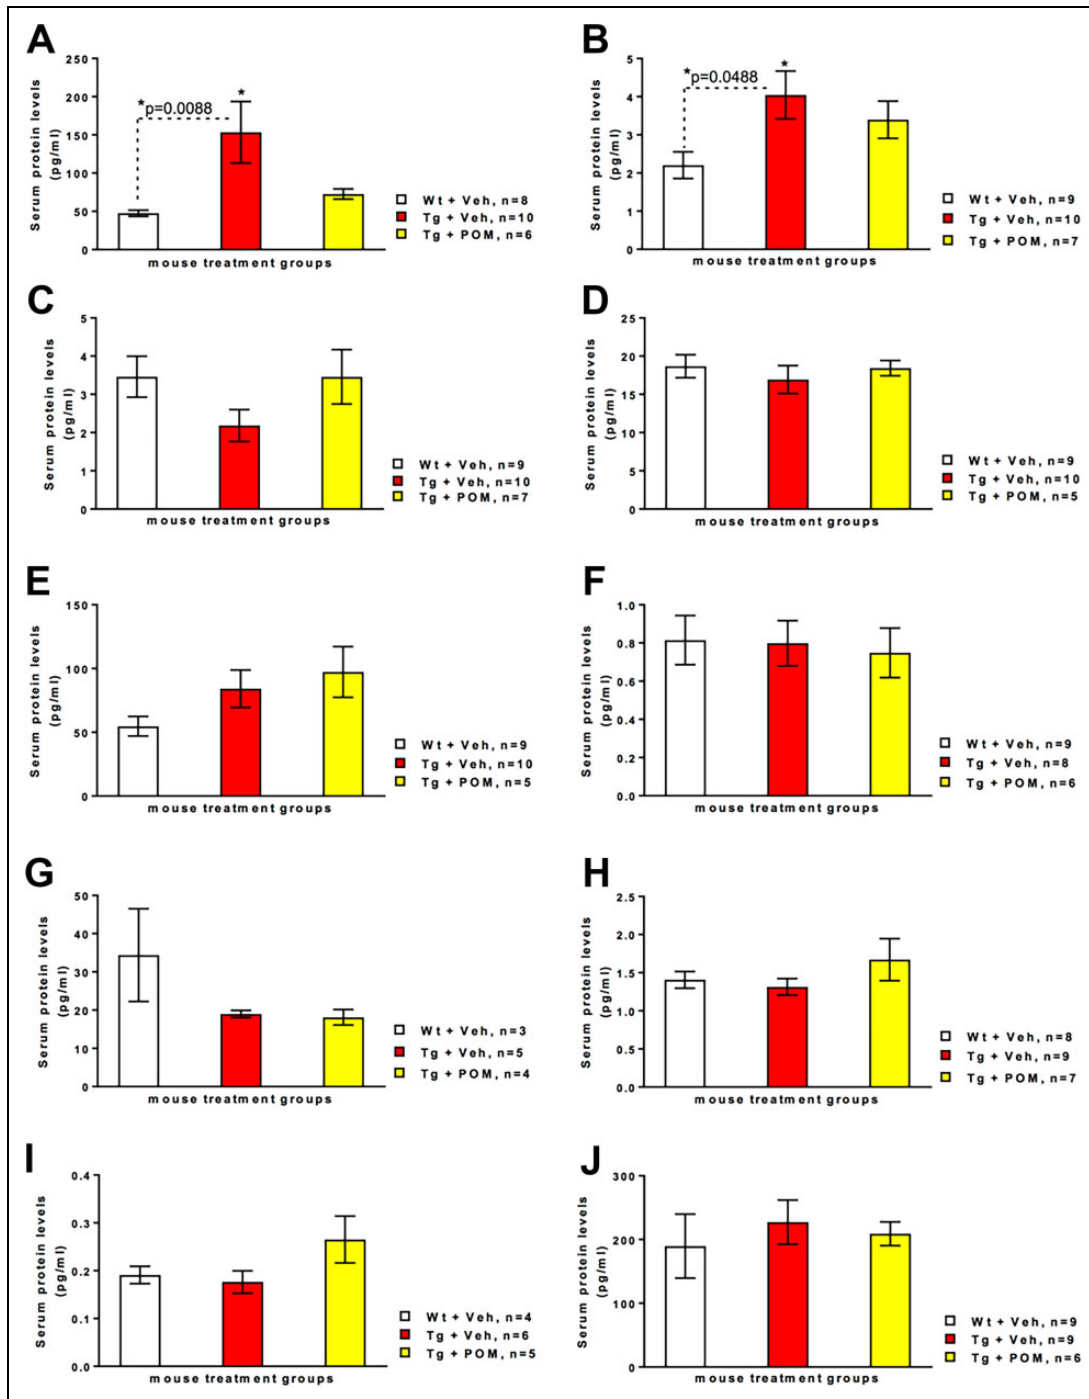 A
Serum protein levels
(pg/ml)
250
200
150
100
50
0
*p=0.0088
*
mouse treatment groups
Wt + Veh, n=8
Tg + Veh, n=10
Tg + POM, n=6
B
Serum protein levels
(pg/ml)
5
4
3
2
1
0
*p=0.0488
*
mouse treatment groups
Wt + Veh, n=9
Tg + Veh, n=10
Tg + POM, n=7
C
Serum protein levels
(pg/ml)
5
4
3
2
1
0
mouse treatment groups
Wt + Veh, n=9
Tg + Veh, n=10
Tg + POM, n=7
D
Serum protein levels
(pg/ml)
25
20
15
10
5
0
mouse treatment groups
Wt + Veh, n=9
Tg + Veh, n=10
Tg + POM, n=5
E
Serum protein levels
(pg/ml)
150
100
50
0
mouse treatment groups
Wt + Veh, n=9
Tg + Veh, n=10
Tg + POM, n=5
F
Serum protein levels
(pg/ml)
1.0
0.8
0.6
0.4
0.2
0.0
mouse treatment groups
Wt + Veh, n=9
Tg + Veh, n=8
Tg + POM, n=6
G
Serum protein levels
(pg/ml)
50
40
30
20
10
0
mouse treatment groups
Wt + Veh, n=3
Tg + Veh, n=5
Tg + POM, n=4
H
Serum protein levels
(pg/ml)
2.5
2.0
1.5
1.0
0.5
0.0
mouse treatment groups
Wt + Veh, n=8
Tg + Veh, n=9
Tg + POM, n=7
I
Serum protein levels
(pg/ml)
0.4
0.3
0.2
0.1
0.0
mouse treatment groups
Wt + Veh, n=4
Tg + Veh, n=6
Tg + POM, n=5
J
Serum protein levels
(pg/ml)
300
200
100
0
mouse treatment groups
Wt + Veh, n=9
Tg + Veh, n=9
Tg + POM, n=6